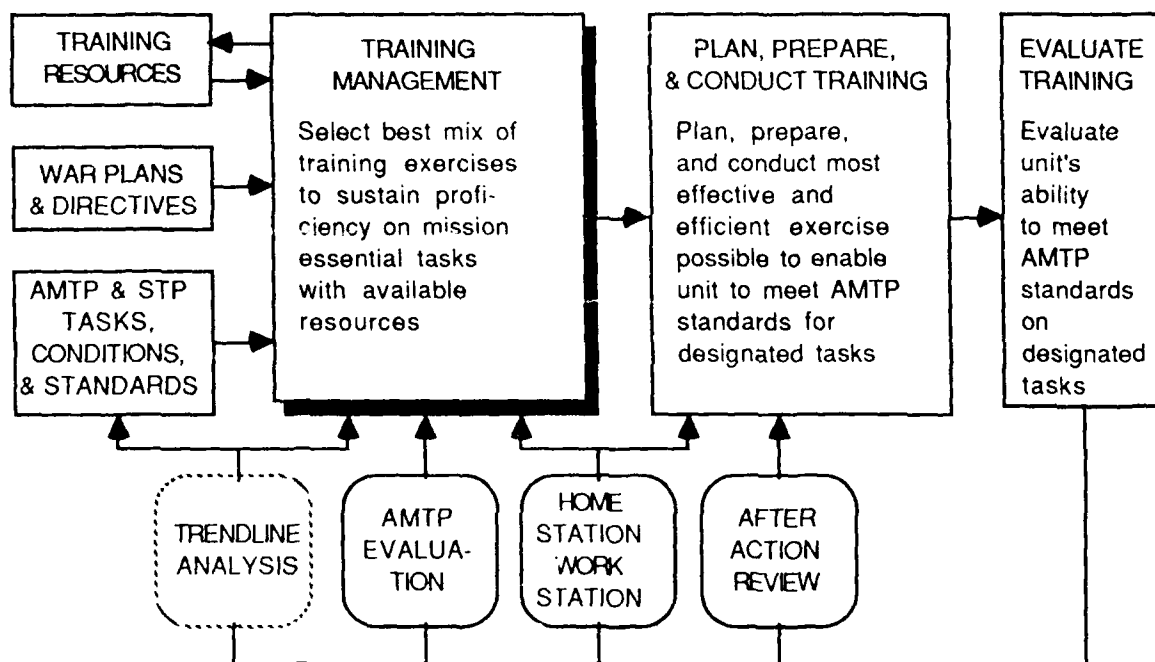 TRAINING
RESOURCES
WAR PLANS
& DIRECTIVES
AMTP & STP
TASKS,
CONDITIONS,
& STANDARDS
TRAINING
MANAGEMENT
Select best mix of
training exercises
to sustain profi-
ciency on mission
essential tasks
with available
resources
PLAN, PREPARE,
& CONDUCT TRAINING
Plan, prepare,
and conduct most
effective and
efficient exercise
possible to enable
unit to meet AMTP
standards for
designated tasks
EVALUATE
TRAINING
Evaluate
unit's
ability
to meet
AMTP
standards
on
designated
tasks
TRENDLINE
ANALYSIS
AMTP
EVALUA-
TION
HOME
STATION
WORK
STATION
AFTER
ACTION
REVIEW